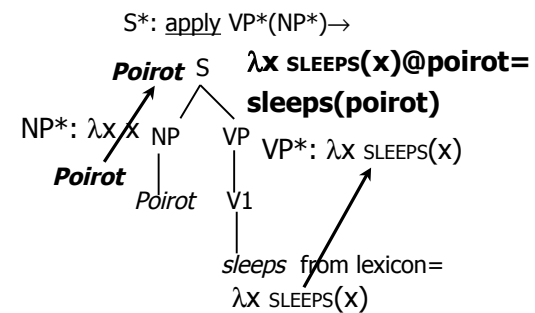 S*: apply VP*(NP*)→
Poirot S λx SLEEPS(x)@poirot=
sleeps(poirot)
NP*: λx x NP VP VP*: λx SLEEPS(x)
Poirot
Poirot V1
sleeps from lexicon=
λx SLEEPS(x)